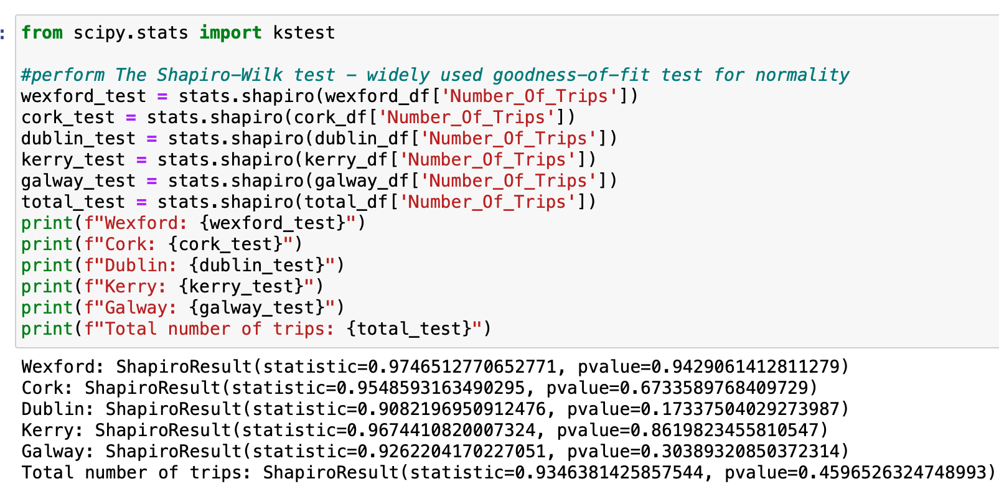 :
from scipy.stats import kstest
#perform The Shapiro-Wilk test - widely used goodness-of-fit test for normality
wexford_test = stats.shapiro(wexford_df['Number_Of_Trips'])
cork_test = stats.shapiro(cork_df['Number_Of_Trips'])
dublin_test = stats.shapiro(dublin_df['Number_Of_Trips'])
kerry_test = stats.shapiro(kerry_df['Number_Of_Trips'])
galway_test = stats.shapiro(galway_df['Number_Of_Trips'])
total_test = stats.shapiro(total_df['Number_Of_Trips'])
print(f"Wexford: {wexford_test}")
print(f"Cork: {cork_test}")
print(f"Dublin: {dublin_test}")
print(f"Kerry: {kerry_test}")
print(f"Galway: {galway_test}")
print(f"Total number of trips: {total_test}")
Wexford: ShapiroResult(statistic=0.9746512770652771, pvalue=0.9429061412811279)
Cork: ShapiroResult(statistic=0.9548593163490295, pvalue=0.6733589768409729)
Dublin: ShapiroResult(statistic=0.9082196950912476, pvalue=0.17337504029273987)
Kerry: ShapiroResult(statistic=0.9674410820007324, pvalue=0.8619823455810547)
Galway: ShapiroResult(statistic=0.9262204170227051, pvalue=0.30389320850372314)
Total number of trips: ShapiroResult(statistic=0.9346381425857544, pvalue=0.4596526324748993)